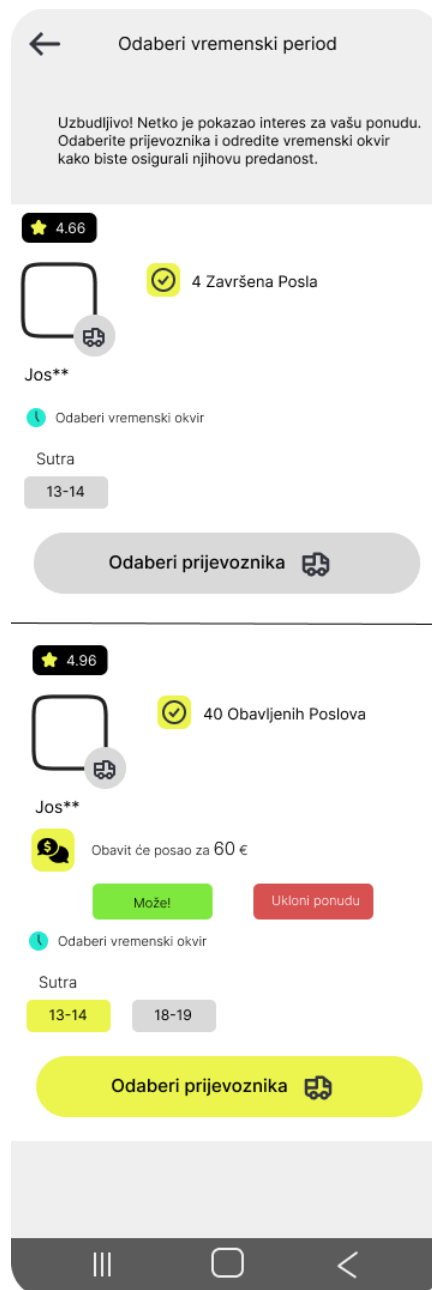 Odaberi vremenski period
Uzbudljivo! Netko je pokazao interes za vašu ponudu.
Odaberite prijevoznika i odredite vremenski okvir
kako biste osigurali njihovu predanost.
4.66
4 Završena Posla
Jos**
Odaberi vremenski okvir
Sutra
13-14
Odaberi prijevoznika
4.96
40 Obavljenih Poslova
Jos**
Obavit će posao za 60 €
Može! Ukloni ponudu
Odaberi vremenski okvir
Sutra
13-14 18-19
Odaberi prijevoznika